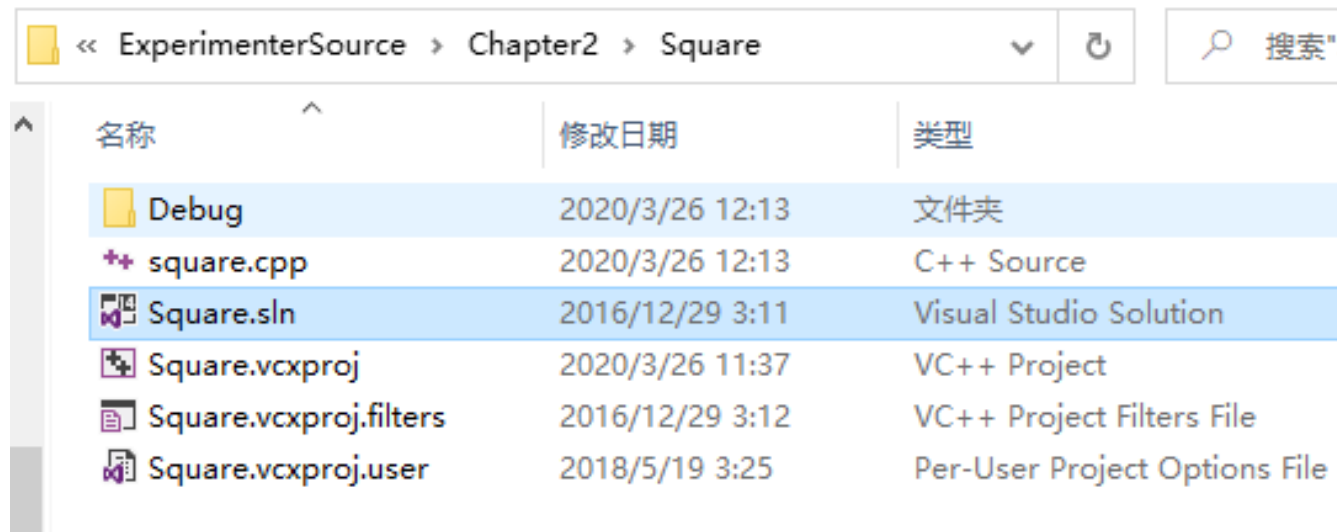 « ExperimenterSource › Chapter2 › Square 搜索"
名称 修改日期 类型
Debug 2020/3/26 12:13 文件夹
square.cpp 2020/3/26 12:13 C++ Source
Square.sln 2016/12/29 3:11 Visual Studio Solution
Square.vcxproj 2020/3/26 11:37 VC++ Project
Square.vcxproj.filters 2016/12/29 3:12 VC++ Project Filters File
Square.vcxproj.user 2018/5/19 3:25 Per-User Project Options File